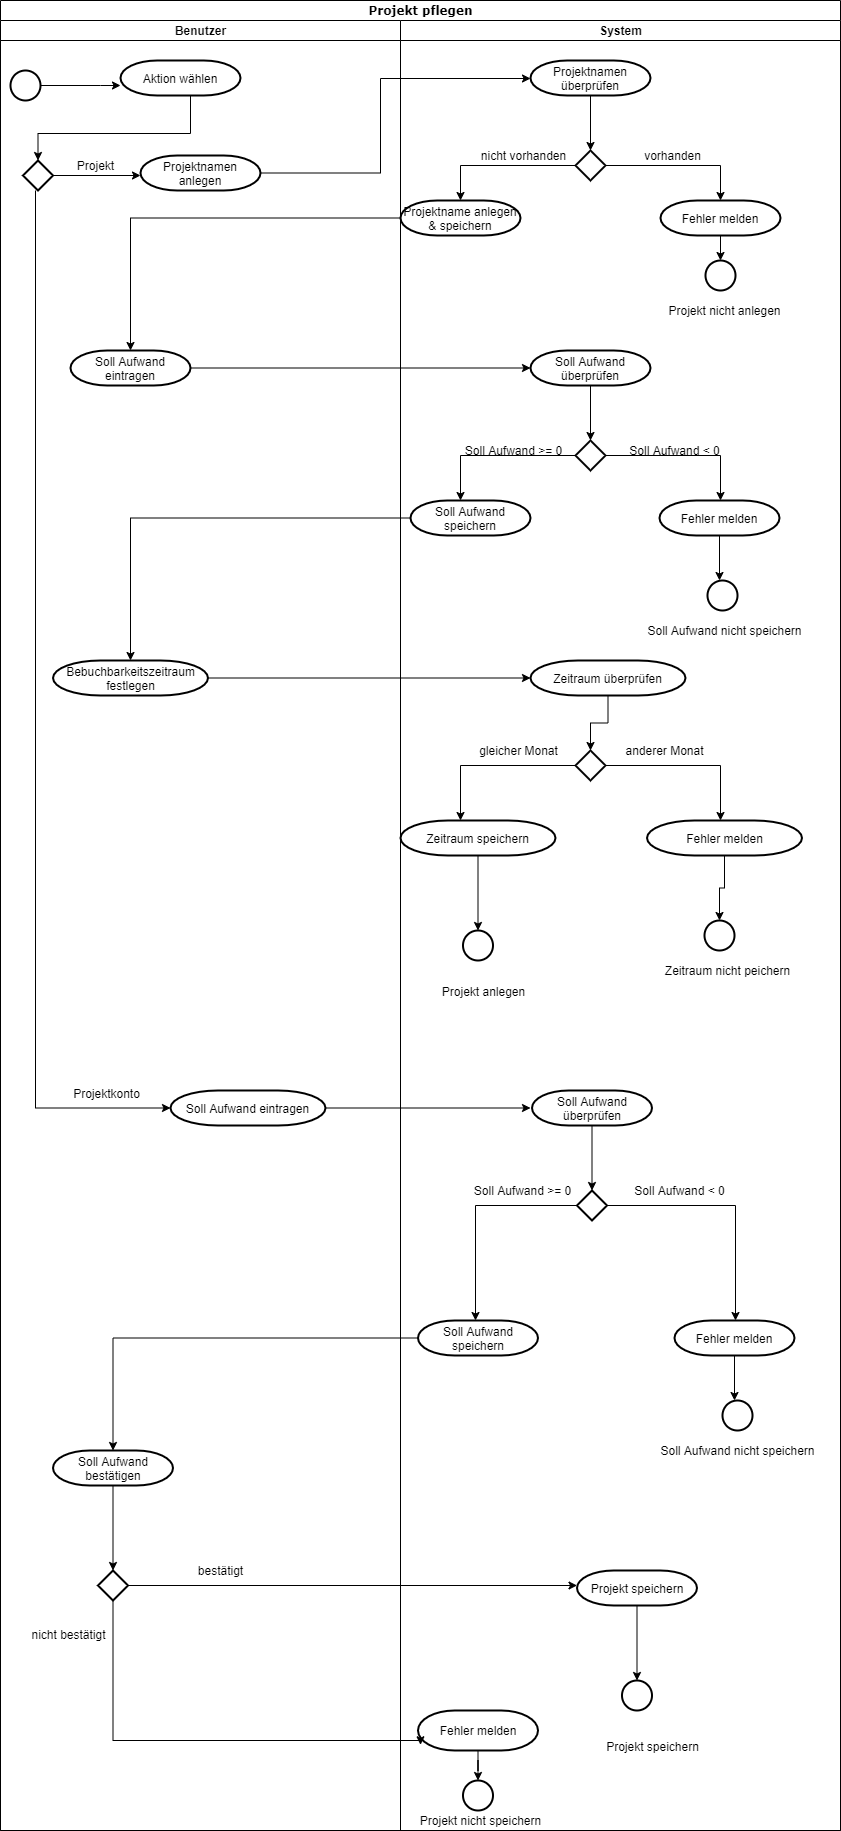 Projekt pflegen
Benutzer
System
Aktion wählen
Projektnamen
überprüfen
Projekt
Projektnamen
anlegen
nicht vorhanden
vorhanden
Projektname anlegen
& speichern
Fehler melden
Projekt nicht anlegen
Soll Aufwand
eintragen
Soll Aufwand
überprüfen
Soll Aufwand >= 0
Soll Aufwand < 0
Soll Aufwand
speichern
Fehler melden
Soll Aufwand nicht speichern
Bebuchbarkeitszeitraum
festlegen
Zeitraum überprüfen
gleicher Monat
anderer Monat
Zeitraum speichern
Fehler melden
Zeitraum nicht peichern
Projekt anlegen
Projektkonto
Soll Aufwand eintragen
Soll Aufwand
überprüfen
Soll Aufwand >= 0
Soll Aufwand < 0
Soll Aufwand
speichern
Fehler melden
Soll Aufwand nicht speichern
Soll Aufwand
bestätigen
bestätigt
Projekt speichern
nicht bestätigt
Fehler melden
Projekt speichern
Projekt nicht speichern